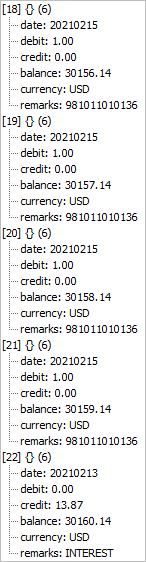 [18] {} (6)
date: 20210215
debit: 1.00
credit: 0.00
balance: 30156.14
currency: USD
remarks: 981011010136
[19] {} (6)
date: 20210215
debit: 1.00
credit: 0.00
balance: 30157.14
currency: USD
remarks: 981011010136
[20] {} (6)
date: 20210215
debit: 1.00
credit: 0.00
balance: 30158.14
currency: USD
remarks: 981011010136
[21] {} (6)
date: 20210215
debit: 1.00
credit: 0.00
balance: 30159.14
currency: USD
remarks: 981011010136
[22] {} (6)
date: 20210213
debit: 0.00
credit: 13.87
balance: 30160.14
currency: USD
remarks: INTEREST